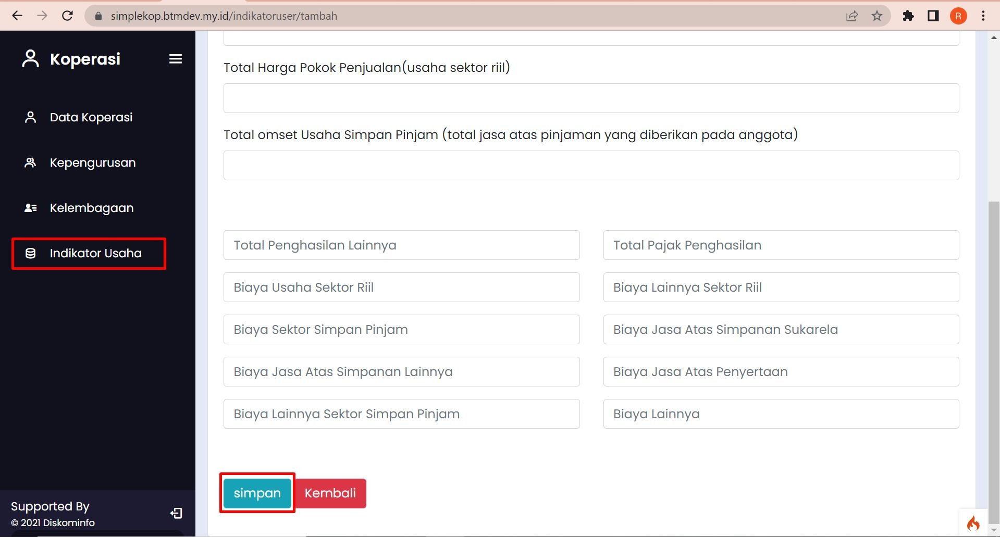 simplekop.btmdev.my.id/indikatoruser/tambah
R
Koperasi
Data Koperasi
Kepengurusan
Kelembagaan
Indikator Usaha
Supported By
© 2021 Diskominfo
Total Harga Pokok Penjualan(usaha sektor riil)
Total omset Usaha Simpan Pinjam (total jasa atas pinjaman yang diberikan pada anggota)
Total Penghasilan Lainnya
Total Pajak Penghasilan
Biaya Usaha Sektor Riil
Biaya Lainnya Sektor Riil
Biaya Sektor Simpan Pinjam
Biaya Jasa Atas Simpanan Sukarela
Biaya Jasa Atas Simpanan Lainnya
Biaya Jasa Atas Penyertaan
Biaya Lainnya Sektor Simpan Pinjam
Biaya Lainnya
simpan
Kembali